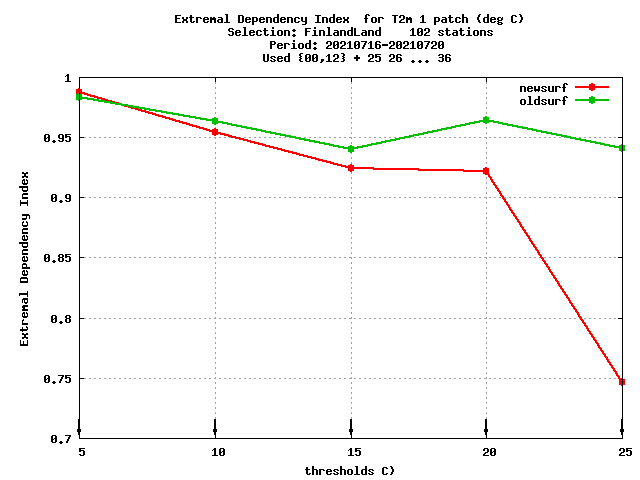 Extremal Dependency Index  for T2m 1 patch (deg C)
Selection: FinlandLand    102 stations
Period: 20210716-20210720
Used {00,12} + 25 26 ... 36
newsurf
oldsurf
1
0.95
0.9
0.85
0.8
0.75
0.7
Extremal Dependency Index
5
10
15
20
25
thresholds C)